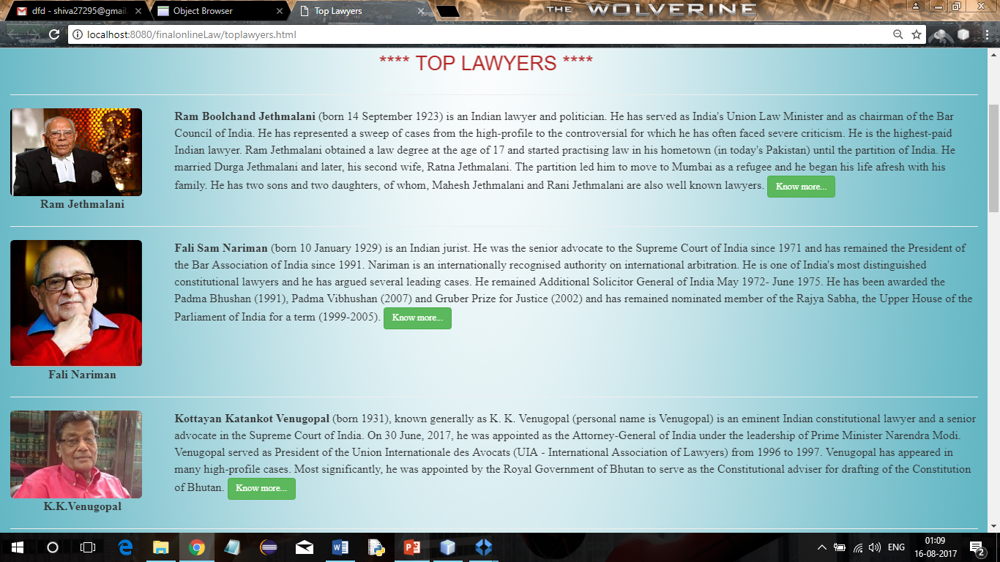 dfd - shiva27295@gmail.
Object Browser
Top Lawyers
THE WOLVERINE
localhost:8080/finalonlineLaw/toplawyers.html
**** TOP LAWYERS ****
Ram Boolchand Jethmalani (born 14 September 1923) is an Indian lawyer and politician. He has served as India's Union Law Minister and as chairman of the Bar
Council of India. He has represented a sweep of cases from the high-profile to the controversial for which he has often faced severe criticism. He is the highest-paid
Indian lawyer. Ram Jethmalani obtained a law degree at the age of 17 and started practising law in his hometown (in today's Pakistan) until the partition of India. He
married Durga Jethmalani and later, his second wife, Ratna Jethmalani. The partition led him to move to Mumbai as a refugee and he began his life afresh with his
family. He has two sons and two daughters, of whom, Mahesh Jethmalani and Rani Jethmalani are also well known lawyers. Know more...
Ram Jethmalani
Fali Sam Nariman (born 10 January 1929) is an Indian jurist. He was the senior advocate to the Supreme Court of India since 1971 and has remained the President of
the Bar Association of India since 1991. Nariman is an internationally recognised authority on international arbitration. He is one of India's most distinguished
constitutional lawyers and he has argued several leading cases. He remained Additional Solicitor General of India May 1972- June 1975. He has been awarded the
Padma Bhushan (1991), Padma Vibhushan (2007) and Gruber Prize for Justice (2002) and has remained nominated member of the Rajya Sabha, the Upper House of the
Parliament of India for a term (1999-2005). Know more...
Fali Nariman
Kottayan Katankot Venugopal (born 1931), known generally as K. K. Venugopal (personal name is Venugopal) is an eminent Indian constitutional lawyer and a senior
advocate in the Supreme Court of India. On 30 June, 2017, he was appointed as the Attorney-General of India under the leadership of Prime Minister Narendra Modi.
Venugopal served as President of the Union Internationale des Avocats (UIA - International Association of Lawyers) from 1996 to 1997. Venugopal has appeared in
many high-profile cases. Most significantly, he was appointed by the Royal Government of Bhutan to serve as the Constitutional adviser for drafting of the Constitution
of Bhutan. Know more...
K.K.Venugopal
ENG
01:09
16-08-2017
2